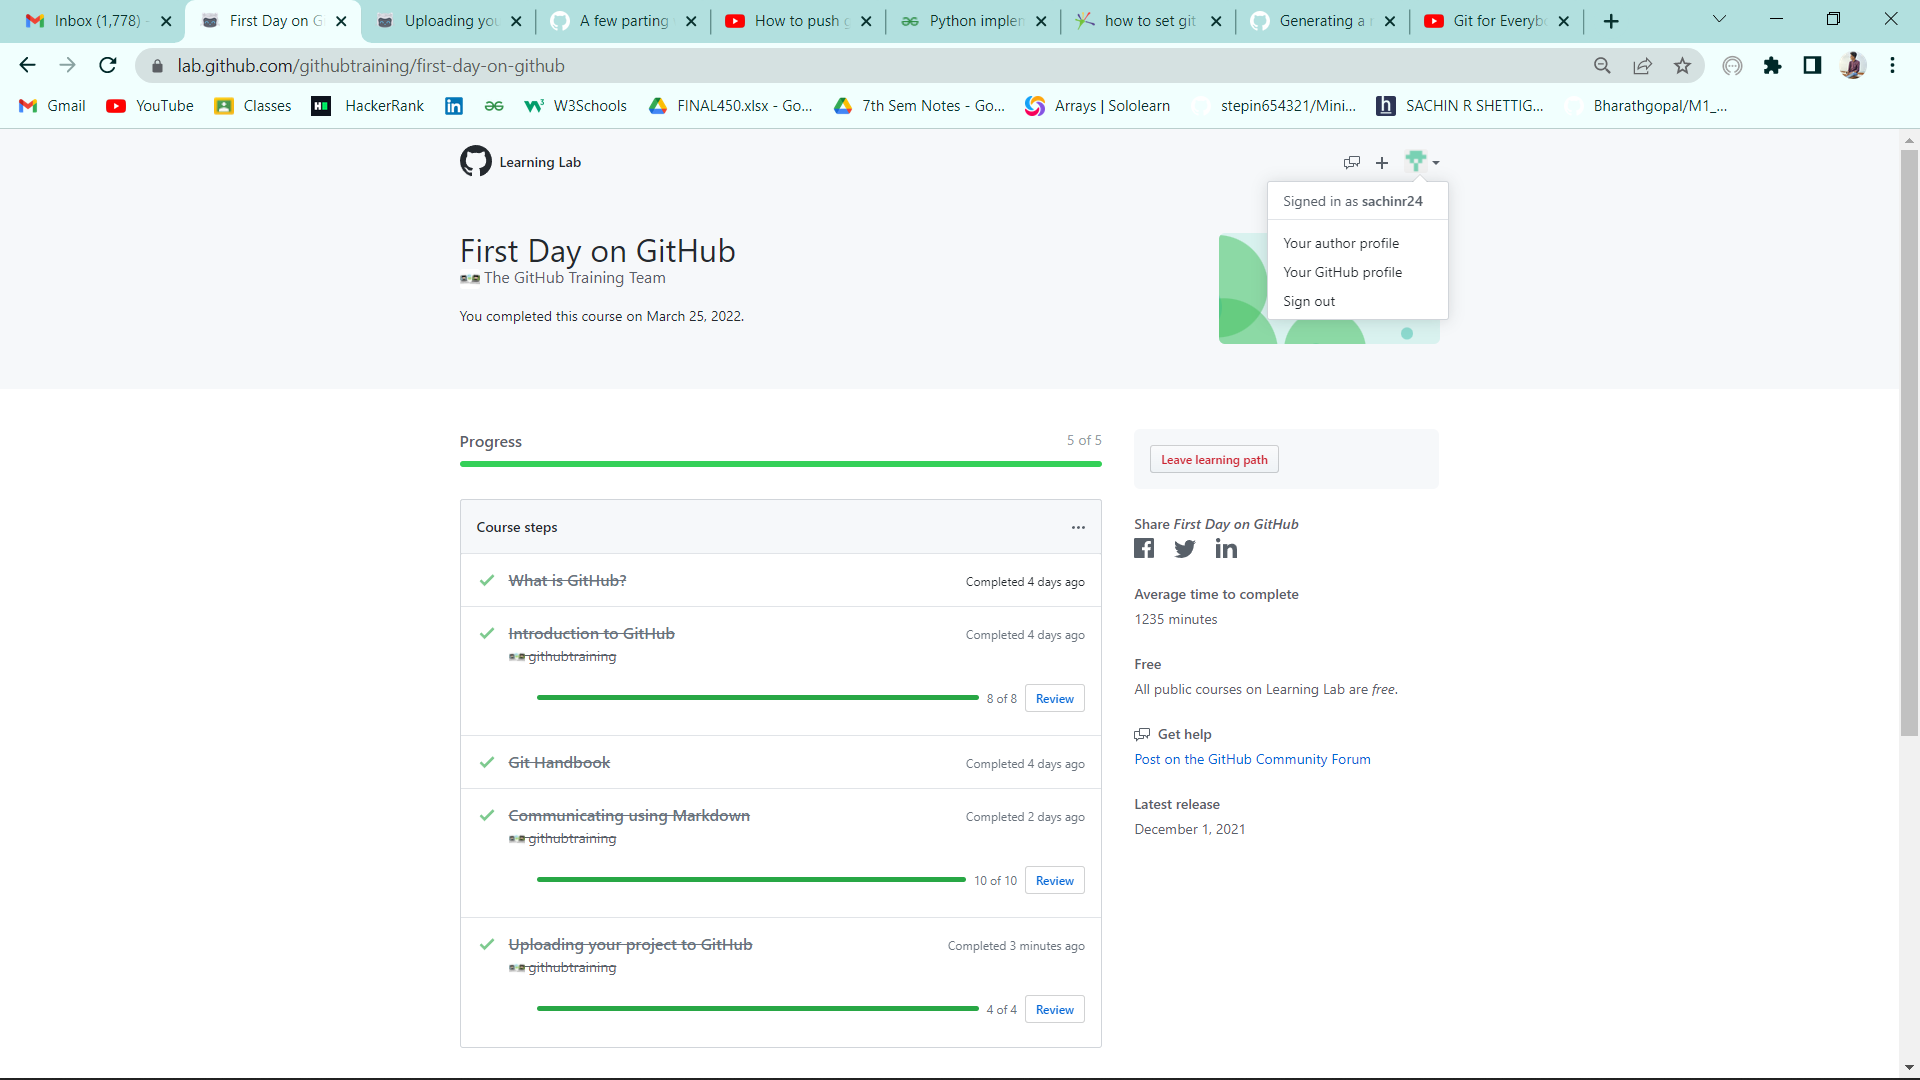 Inbox (1,778) -
First Day on G
Uploading you
A few parting
How to push g
Python implem
how to set git
Generating a
Git for Everybo
lab.github.com/githubtraining/first-day-on-github
Gmail
YouTube
Classes
HackerRank
W3Schools
FINAL450.xlsx - Go...
7th Sem Notes - Go...
Arrays | Sololearn
stepin654321/Mini...
SACHIN R SHETTIG...
Bharathgopal/M1_...
Learning Lab
Signed in as sachinr24
Your author profile
Your GitHub profile
Sign out
First Day on GitHub
The GitHub Training Team
You completed this course on March 25, 2022.
Progress
5 of 5
Course steps
What is GitHub?
Completed 4 days ago
Introduction to GitHub
Completed 4 days ago
githubtraining
8 of 8
Review
Git Handbook
Completed 4 days ago
Communicating using Markdown
Completed 2 days ago
githubtraining
10 of 10
Review
Uploading your project to GitHub
Completed 3 minutes ago
githubtraining
4 of 4
Review
Leave learning path
Share First Day on GitHub
Average time to complete
1235 minutes
Free
All public courses on Learning Lab are free.
Get help
Post on the GitHub Community Forum
Latest release
December 1, 2021